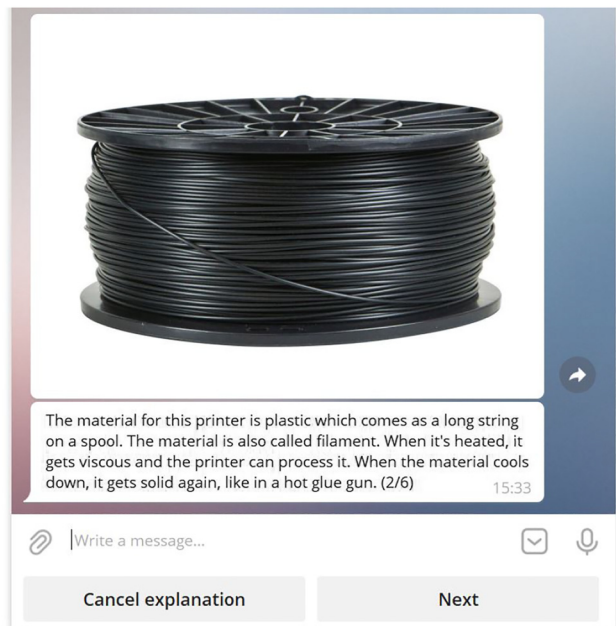 The material for this printer is plastic which comes as a long string
on a spool. The material is also called filament. When it's heated, it
gets viscous and the printer can process it. When the material cools
down, it gets solid again, like in a hot glue gun. (2/6)
15:33
Write a message...
Cancel explanation
Next